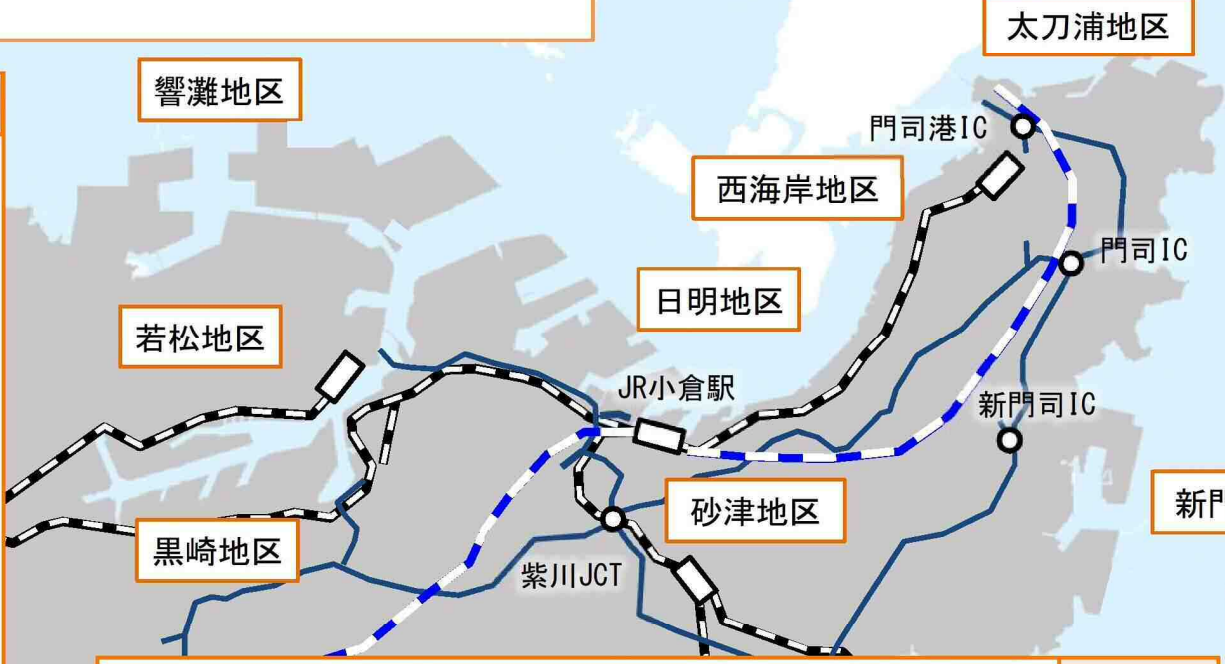 太刀浦地区
響灘地区
門司港IC
西海岸地区
門司IC
日明地区
若松地区
JR小倉駅
新門司IC
砂津地区
新門
黒崎地区
紫川JCT